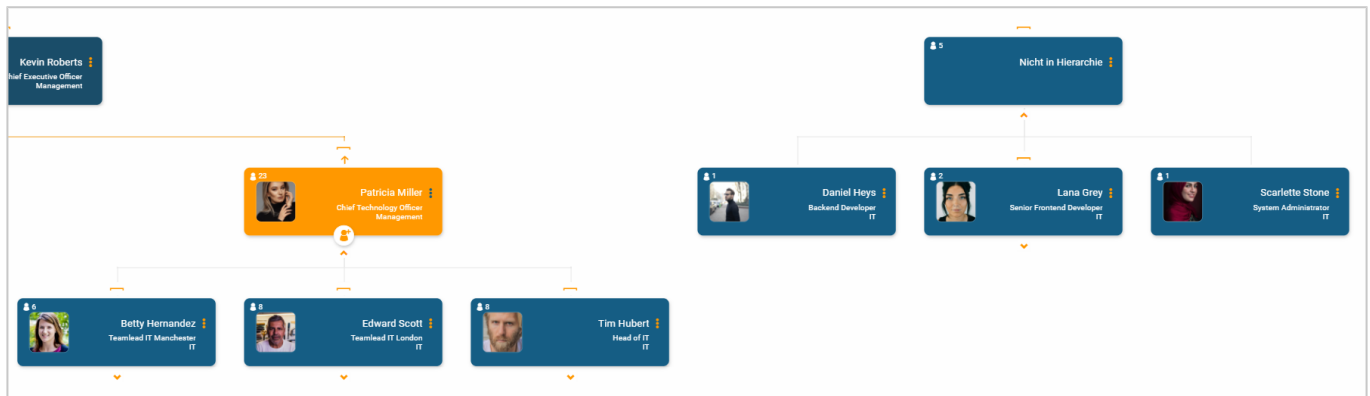 Kevin Roberts
hief Executive Officer
Management
5
Nicht in Hierarchie
23
Patricia Miller
Chief Technology Officer
Management
1
Daniel Heys
Backend Developer
IT
2
Lana Grey
Senior Frontend Developer
IT
1
Scarlette Stone
System Administrator
IT
6
Betty Hernandez
Teamlead IT Manchester
IT
8
Edward Scott
Teamlead IT London
IT
8
Tim Hubert
Head of IT
IT